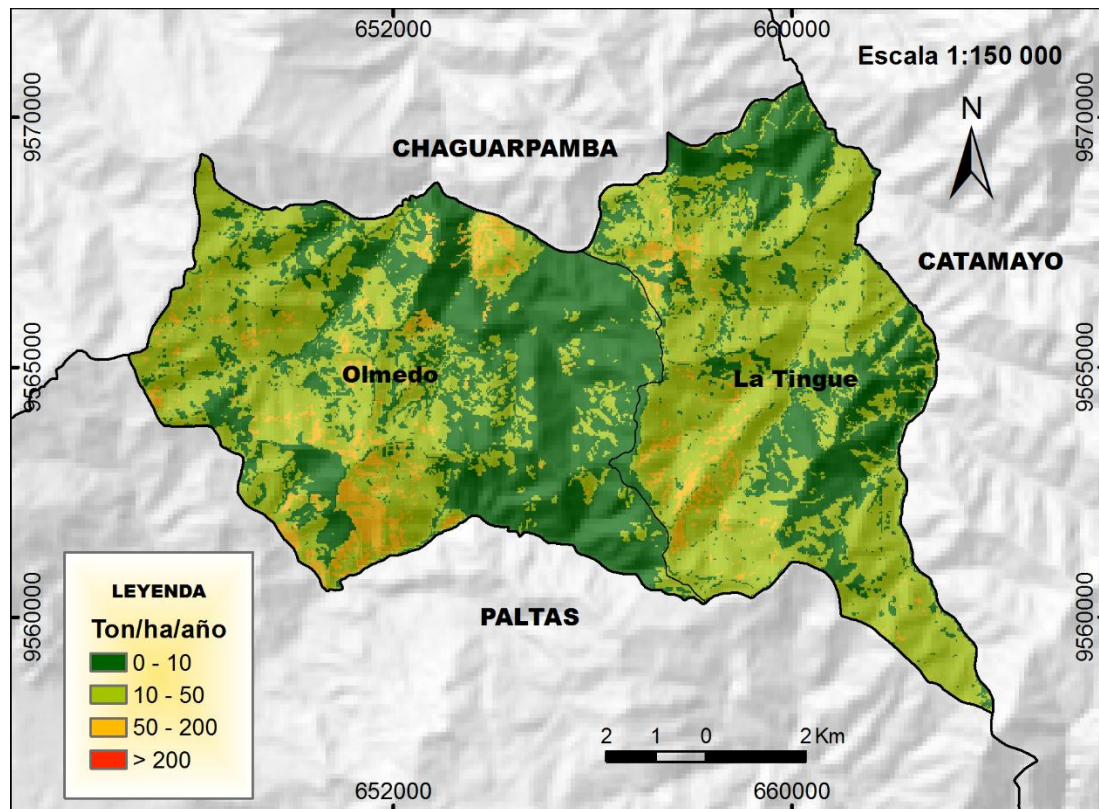 652000
660000
Escala 1:150 000
N
9570000
9570000
CHAGUARPAMBA
CATAMAYO
9565000
9565000
Olmedo
La Tingue
9560000
9560000
PALTAS
LEYENDA
Ton/ha/año
0 - 10
10 - 50
50 - 200
> 200
2 1 0 2 Km
652000
660000